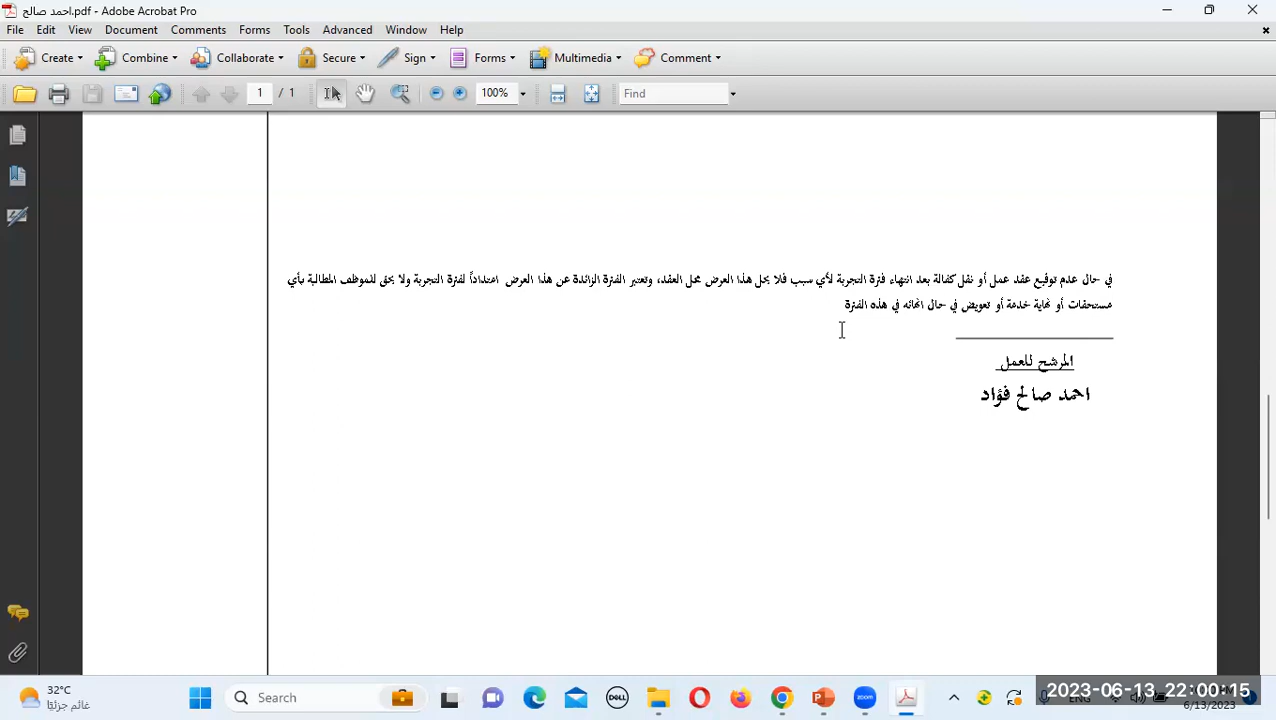 احمد صالح.pdf - Adobe Acrobat Pro
File Edit View Document Comments Forms Tools Advanced Window Help
Create Combine Collaborate Secure Sign Forms Multimedia Comment
1 / 1 100% Find
في حال عدم توقيع عقد عمل أو نقل كفالة بعد انتهاء فترة التجربة لأي سبب فلا يحل هذا العرض محل العقد، وتعتبر الفترة الزائدة عن هذا العرض امتداداً لفترة التجربة ولا يحق للموظف المطالبة بأي
مستحقات أو نهاية خدمة أو تعويض في حال انهائه في هذه الفترة
المرشح للعمل
احمد صالح فؤاد
32°C
غائم جزئيًا
Search
DELL
ENG
2023-06-13 22:00:15
6/13/2023